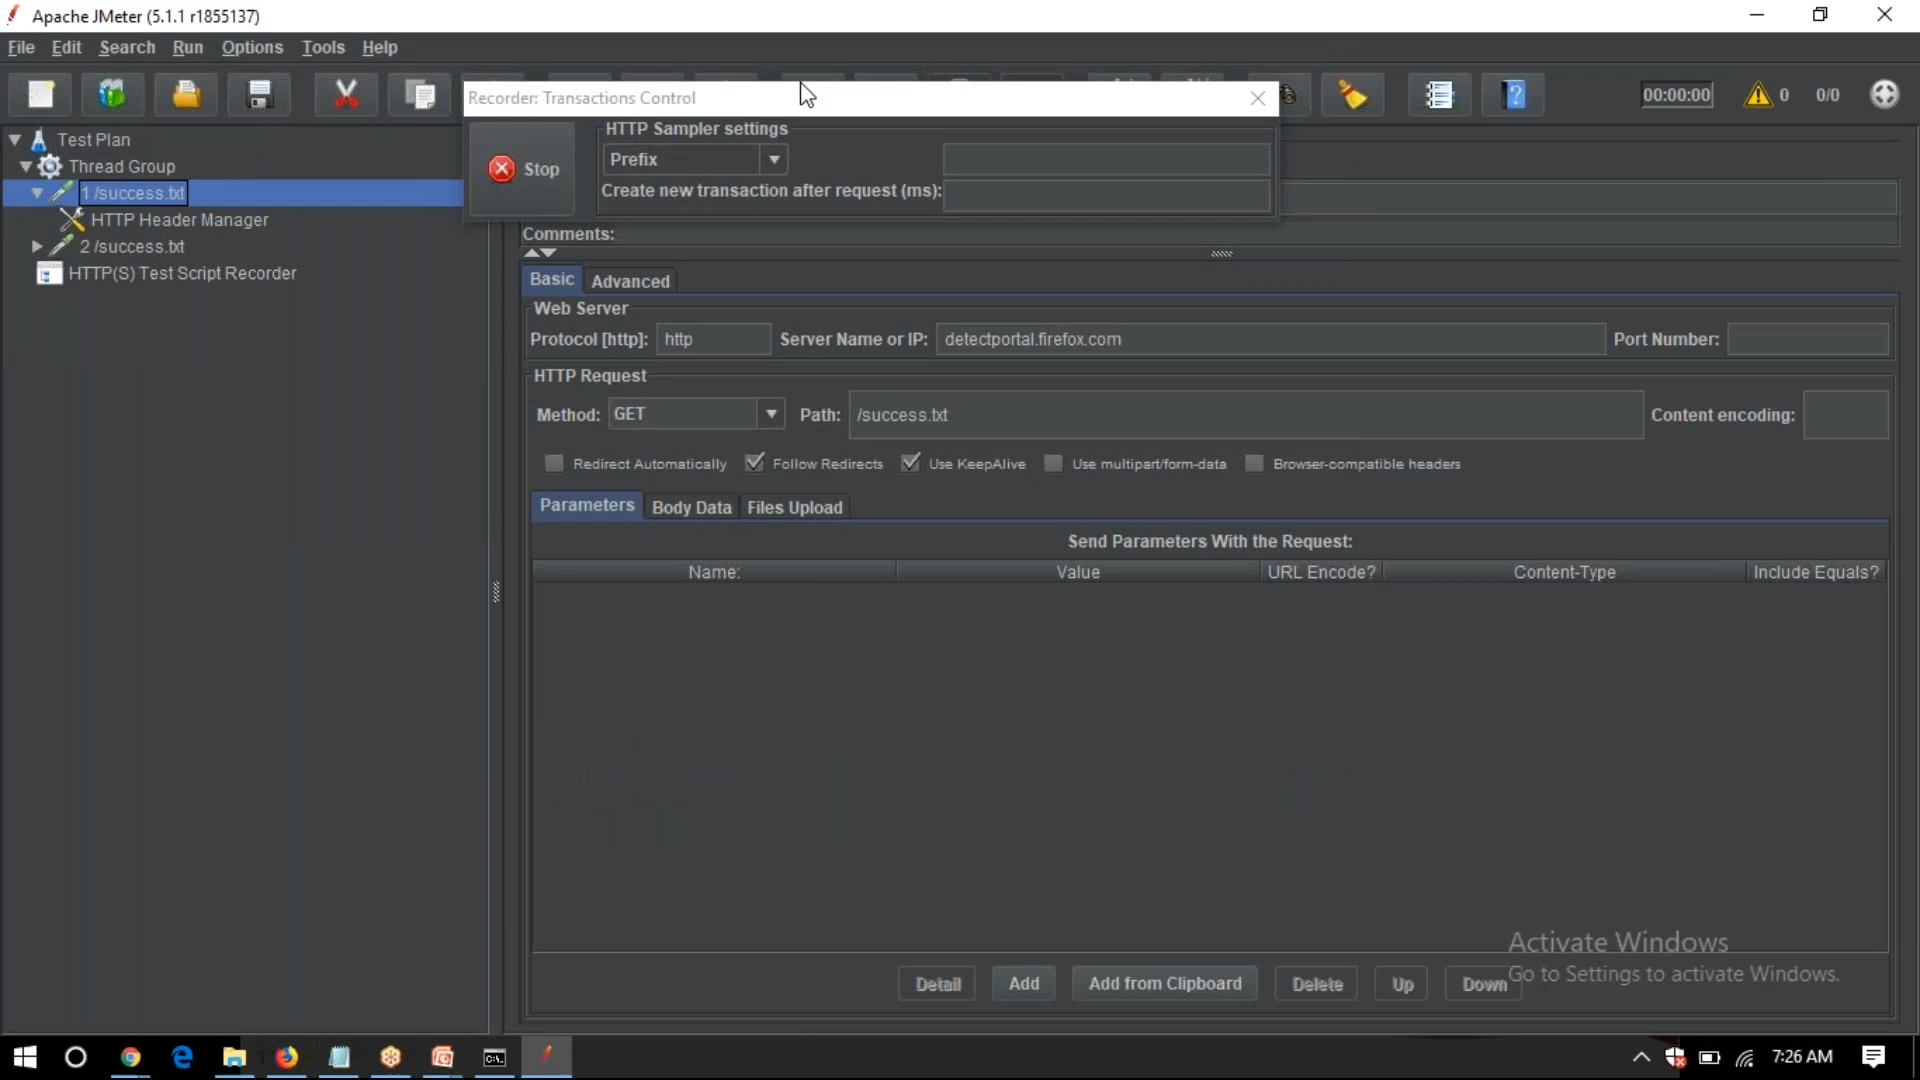 Apache JMeter (5.1.1 r1855137)
File Edit Search Run Options Tools Help
00:00:00 0 0/0
Recorder: Transactions Control
Stop
HTTP Sampler settings
Prefix
Create new transaction after request (ms):
Test Plan
Thread Group
1 /success.txt
HTTP Header Manager
2 /success.txt
HTTP(S) Test Script Recorder
Comments:
Basic Advanced
Web Server
Protocol [http]: http Server Name or IP: detectportal.firefox.com Port Number:
HTTP Request
Method: GET Path: /success.txt Content encoding:
Redirect Automatically Follow Redirects Use KeepAlive Use multipart/form-data Browser-compatible headers
Parameters Body Data Files Upload
Send Parameters With the Request:
Name: Value URL Encode? Content-Type Include Equals?
Detail Add Add from Clipboard Delete Up Down
Activate Windows
Go to Settings to activate Windows.
7:26 AM